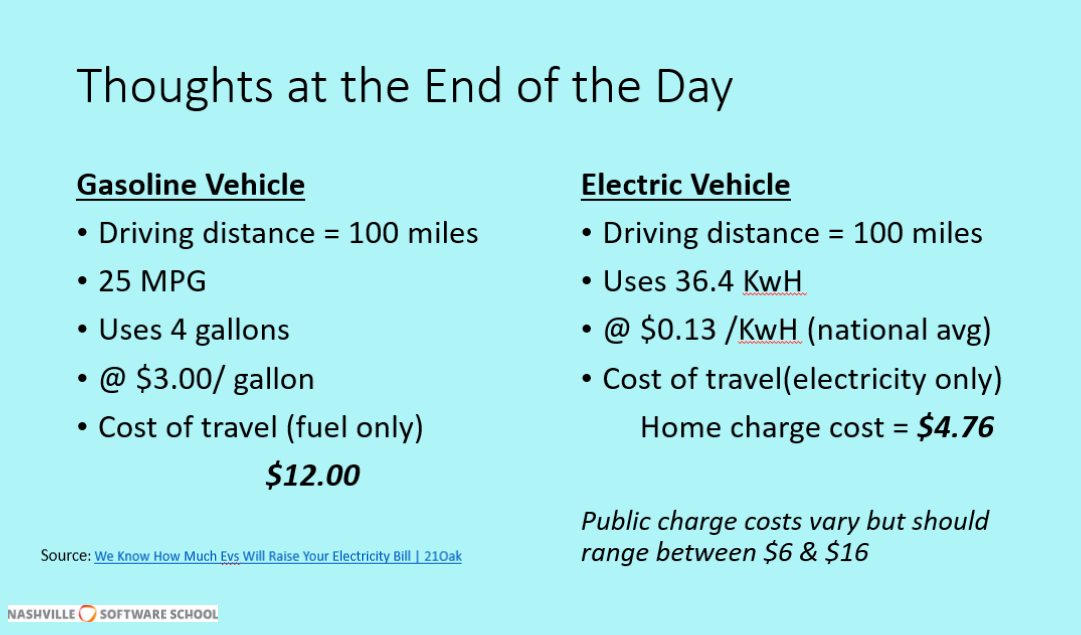 Thoughts at the End of the Day
Gasoline Vehicle
• Driving distance = 100 miles
• 25 MPG
• Uses 4 gallons
• @ $3.00/ gallon
• Cost of travel (fuel only)
$12.00
Source: We Know How Much Evs Will Raise Your Electricity Bill | 21Oak
Electric Vehicle
• Driving distance = 100 miles
• Uses 36.4 KwH
• @ $0.13 /KwH (national avg)
• Cost of travel(electricity only)
Home charge cost = $4.76
Public charge costs vary but should
range between $6 & $16
NASHVILLE SOFTWARE SCHOOL